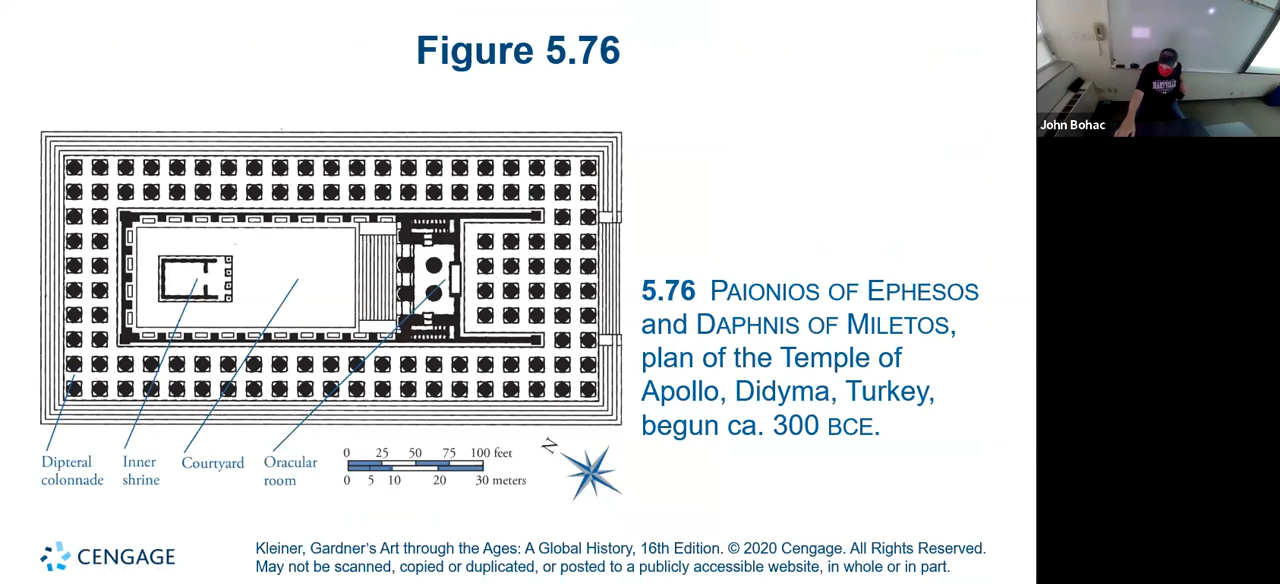 Figure 5.76
John Bohac
5.76 PAIONIOS OF EPHESOS
and DAPHNIS OF MILETOS,
plan of the Temple of
Apollo, Didyma, Turkey,
begun ca. 300 BCE.
Dipteral
colonnade
Inner
shrine
Courtyard
Oracular
room
0 25 50 75 100 feet
0 5 10 20 30 meters
N
CENGAGE
Kleiner, Gardner's Art through the Ages: A Global History, 16th Edition. © 2020 Cengage. All Rights Reserved.
May not be scanned, copied or duplicated, or posted to a publicly accessible website, in whole or in part.